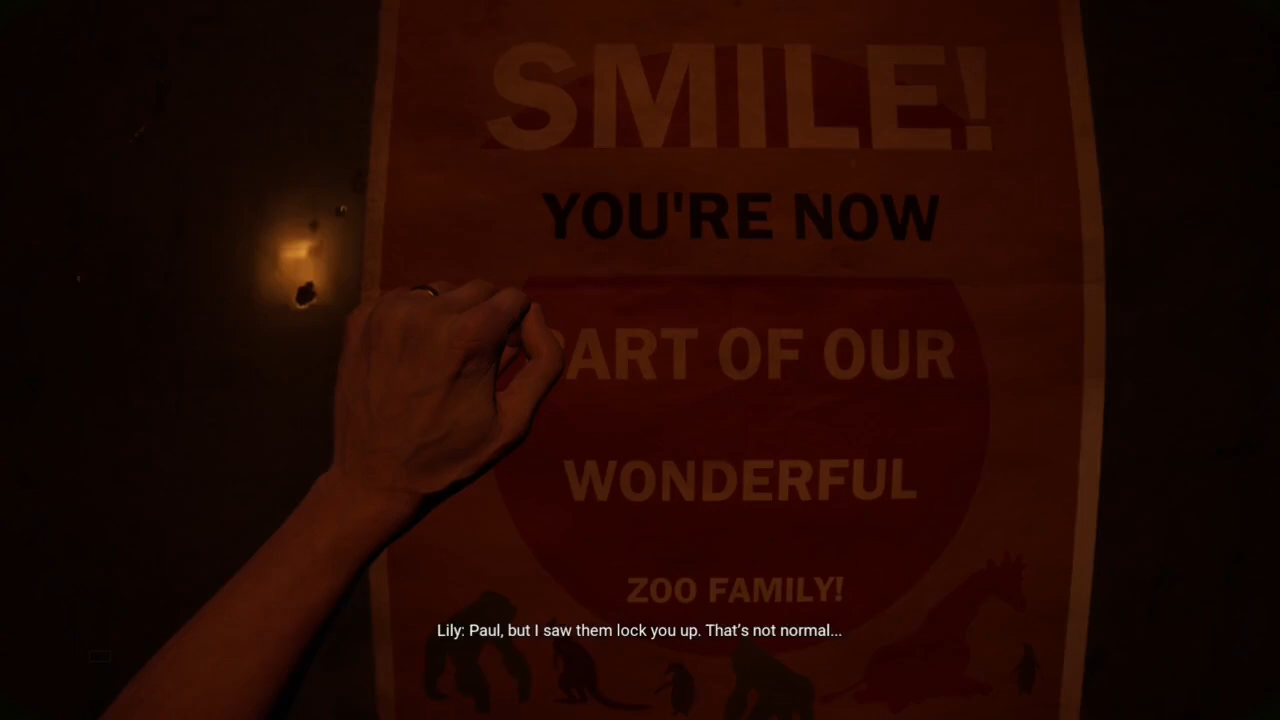 SMILE!
YOU'RE NOW
PART OF OUR
WONDERFUL
ZOO FAMILY!
Lily: Paul, but I saw them lock you up. That's not normal...